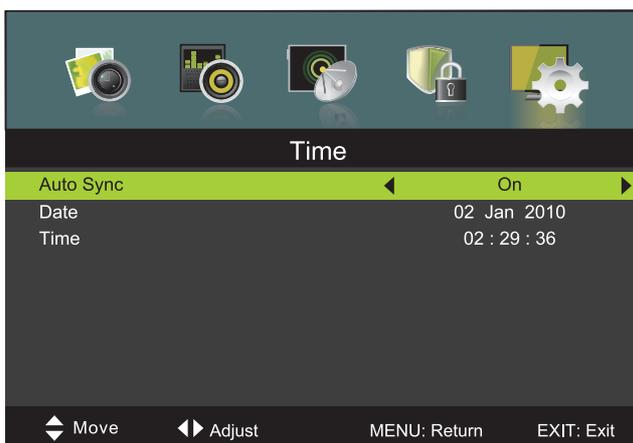 Time
Auto Sync On
Date 02 Jan 2010
Time 02 : 29 : 36
Move Adjust MENU: Return EXIT: Exit